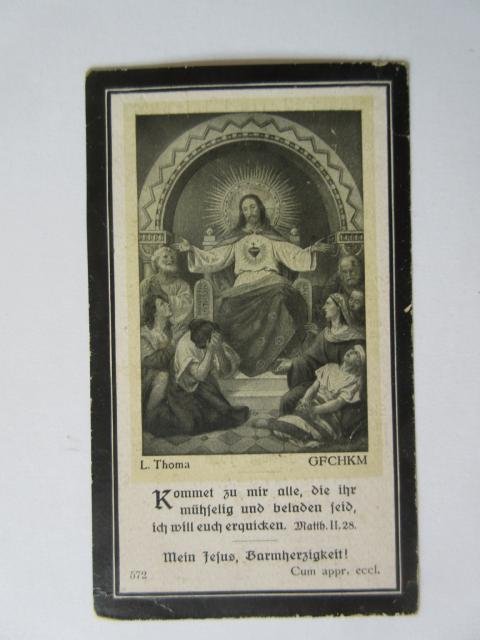 L. Thoma GFCHKM
Kommet zu mir alle, die ihr
mühselig und beladen seid,
ich will euch erquicken. Matth. II. 28.
Mein Jesus, Barmherzigkeit!
572 Cum appr. eccl.